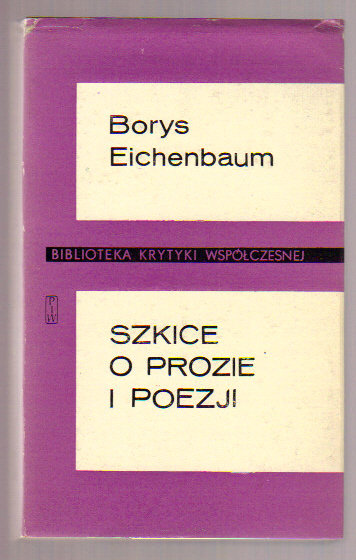 Borys
Eichenbaum
BIBLIOTEKA KRYTYKI WSPÓŁCZESNEJ
PIW
SZKICE
O PROZIE
I POEZJI